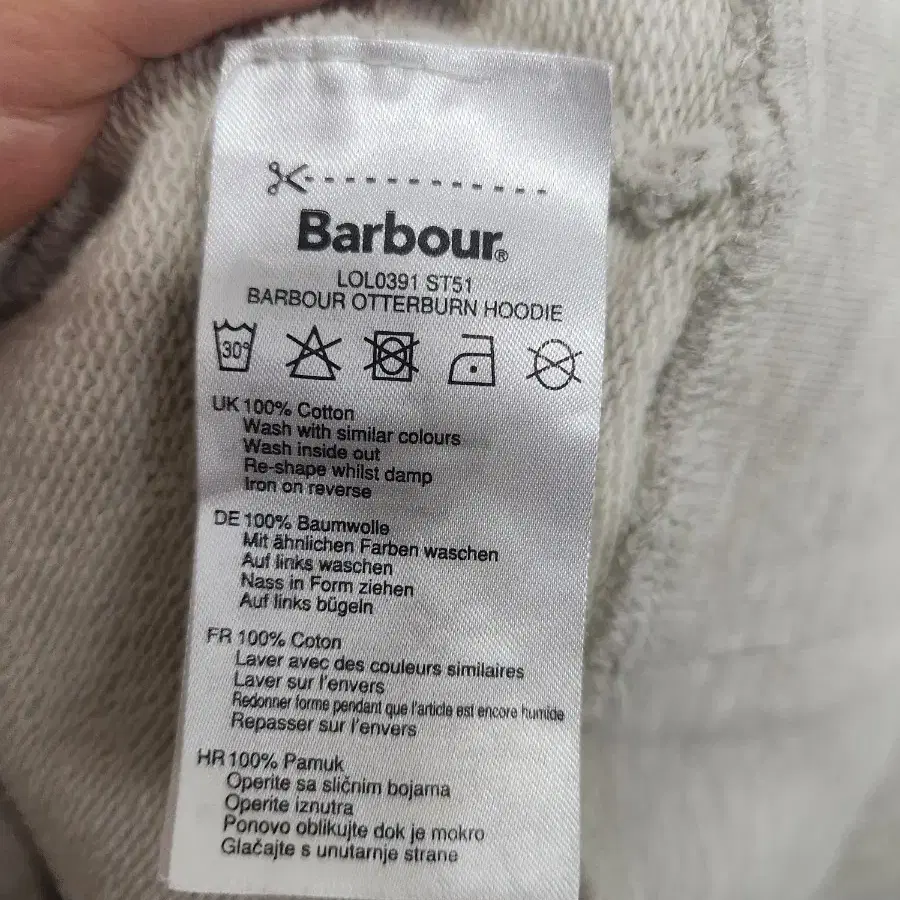 Barbour®
LOL0391 ST51
BARBOUR OTTERBURN HOODIE
30°
UK 100% Cotton
Wash with similar colours
Wash inside out
Re-shape whilst damp
Iron on reverse
DE 100% Baumwolle
Mit ähnlichen Farben waschen
Auf links waschen
Nass in Form ziehen
Auf links bügeln
FR 100% Coton
Laver avec des couleurs similaires
Laver sur l'envers
Redonner forme pendant que l'article est encore humide
Repasser sur l'envers
HR 100% Pamuk
Operite sa sličnim bojama
Operite iznutra
Ponovo oblikujte dok je mokro
Glačajte s unutarnje strane